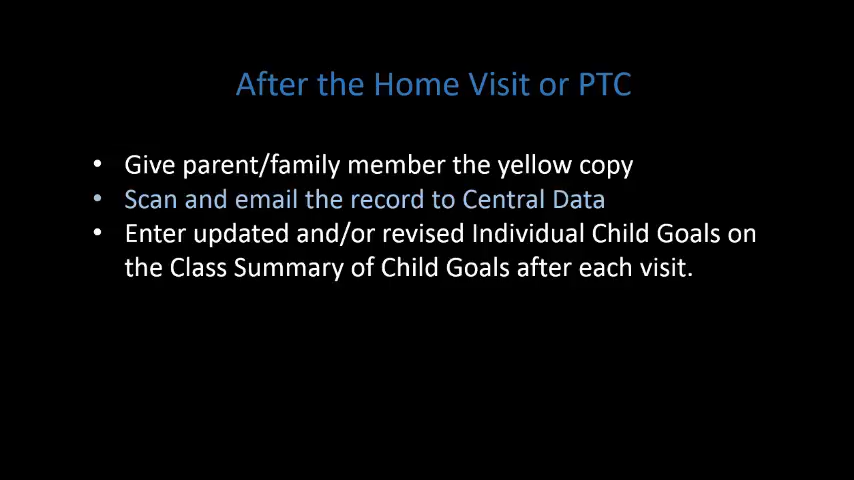 After the Home Visit or PTC
• Give parent/family member the yellow copy
• Scan and email the record to Central Data
• Enter updated and/or revised Individual Child Goals on
the Class Summary of Child Goals after each visit.